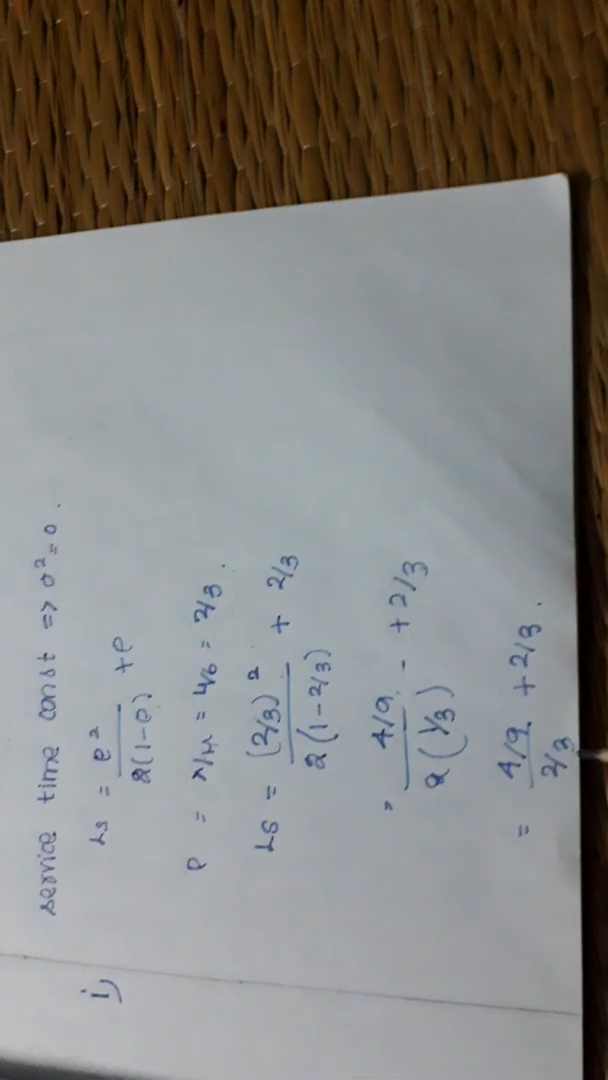 service time const => σ² = 0.
i) Ls = ρ² / 2(1-ρ) + ρ
ρ = λ/μ = 4/6 = 2/3.
Ls = (2/3)² / 2(1-2/3) + 2/3
= 4/9 / 2(1/3) - + 2/3
= 4/9 / 2/3 + 2/3.